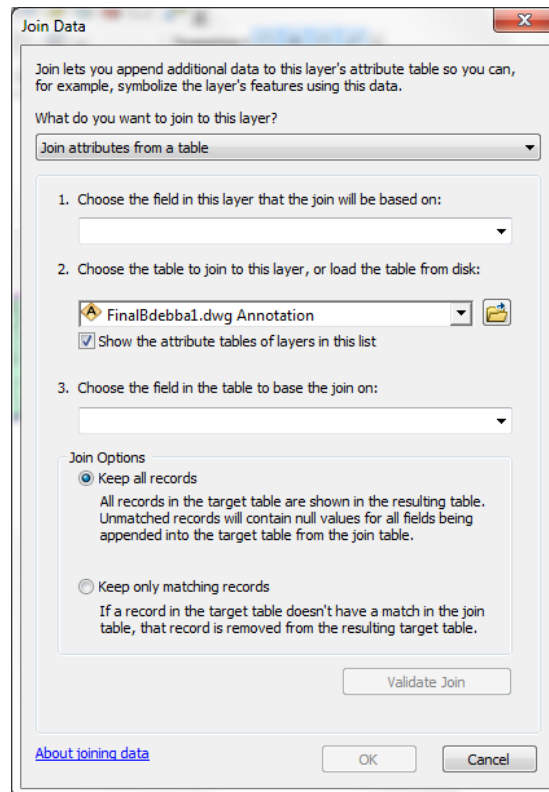 Join Data
Join lets you append additional data to this layer's attribute table so you can,
for example, symbolize the layer's features using this data.
What do you want to join to this layer?
Join attributes from a table
1. Choose the field in this layer that the join will be based on:
2. Choose the table to join to this layer, or load the table from disk:
A FinalBdebba1.dwg Annotation
Show the attribute tables of layers in this list
3. Choose the field in the table to base the join on:
Join Options
Keep all records
All records in the target table are shown in the resulting table.
Unmatched records will contain null values for all fields being
appended into the target table from the join table.
Keep only matching records
If a record in the target table doesn't have a match in the join
table, that record is removed from the resulting target table.
Validate Join
About joining data
OK
Cancel